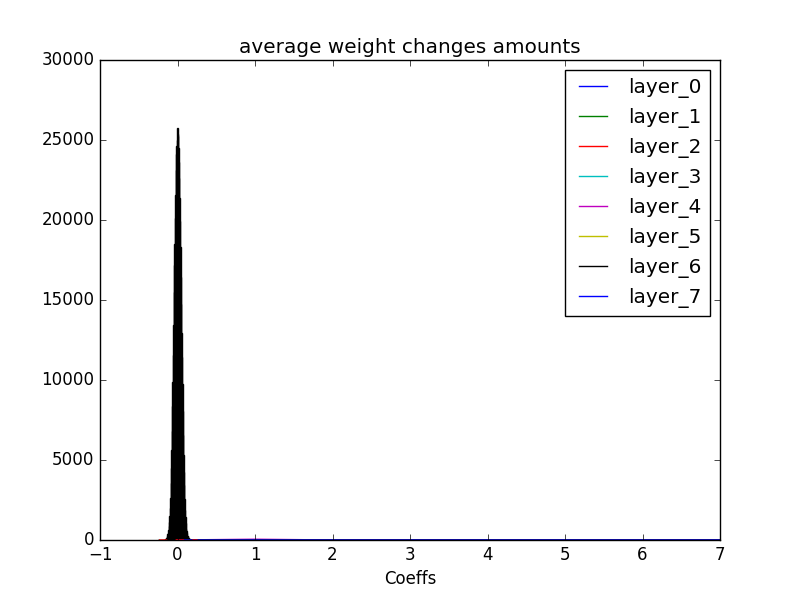 average weight changes amounts
30000
25000
20000
15000
10000
5000
0
−1 0 1 2 3 4 5 6 7
Coeffs
layer_0
layer_1
layer_2
layer_3
layer_4
layer_5
layer_6
layer_7